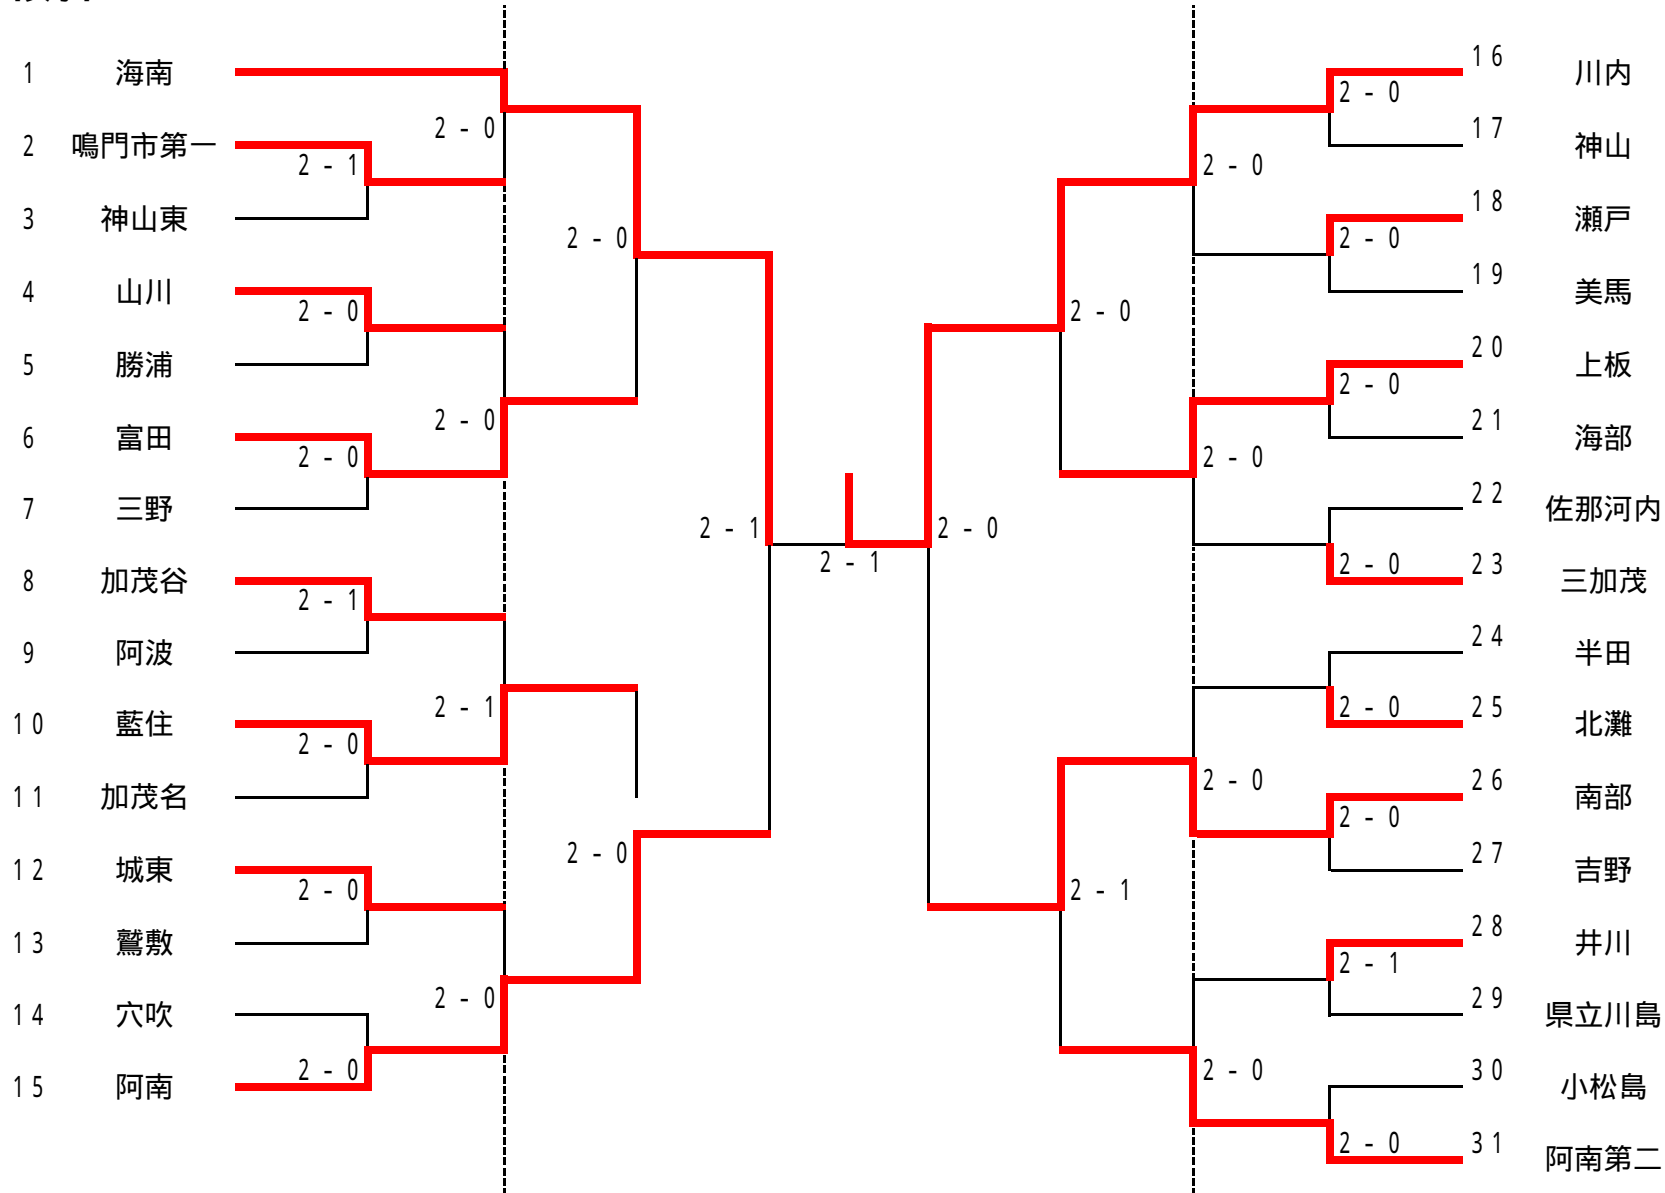 1 海南
2 鳴門市第一
3 神山東
4 山川
5 勝浦
6 富田
7 三野
8 加茂谷
9 阿波
10 藍住
11 加茂名
12 城東
13 鷲敷
14 穴吹
15 阿南
2 - 1
2 - 0
2 - 0
2 - 1
2 - 0
2 - 0
2 - 0
2 - 0
2 - 0
2 - 1
2 - 0
2 - 0
2 - 0
2 - 1
2 - 1
2 - 0
2 - 0
2 - 1
2 - 0
2 - 0
2 - 0
2 - 0
2 - 0
2 - 0
2 - 0
2 - 0
2 - 0
2 - 0
2 - 1
2 - 0
16 川内
17 神山
18 瀬戸
19 美馬
20 上板
21 海部
22 佐那河内
23 三加茂
24 半田
25 北灘
26 南部
27 吉野
28 井川
29 県立川島
30 小松島
31 阿南第二